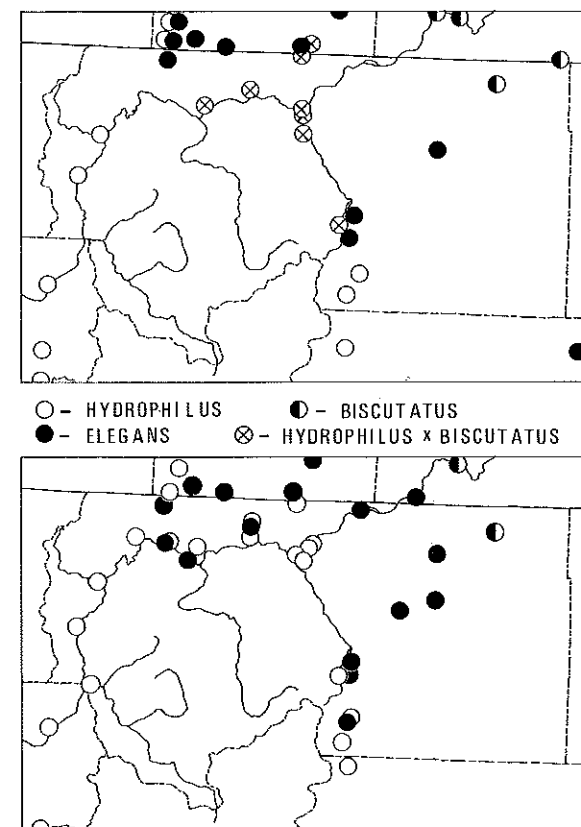 ○ – HYDROPHILUS ◐ – BISCUTATUS
● – ELEGANS ⊗ – HYDROPHILUS x BISCUTATUS